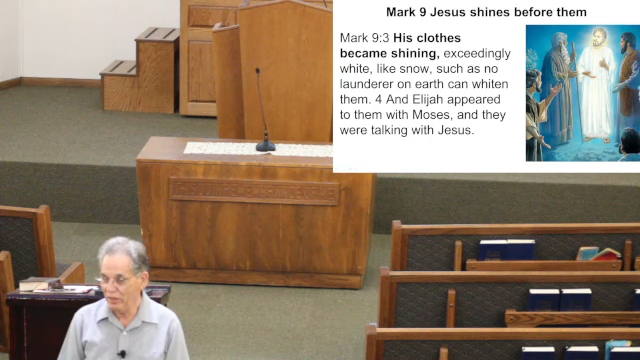 Mark 9 Jesus shines before them
Mark 9:3 His clothes
became shining, exceedingly
white, like snow, such as no
launderer on earth can whiten
them. 4 And Elijah appeared
to them with Moses, and they
were talking with Jesus.